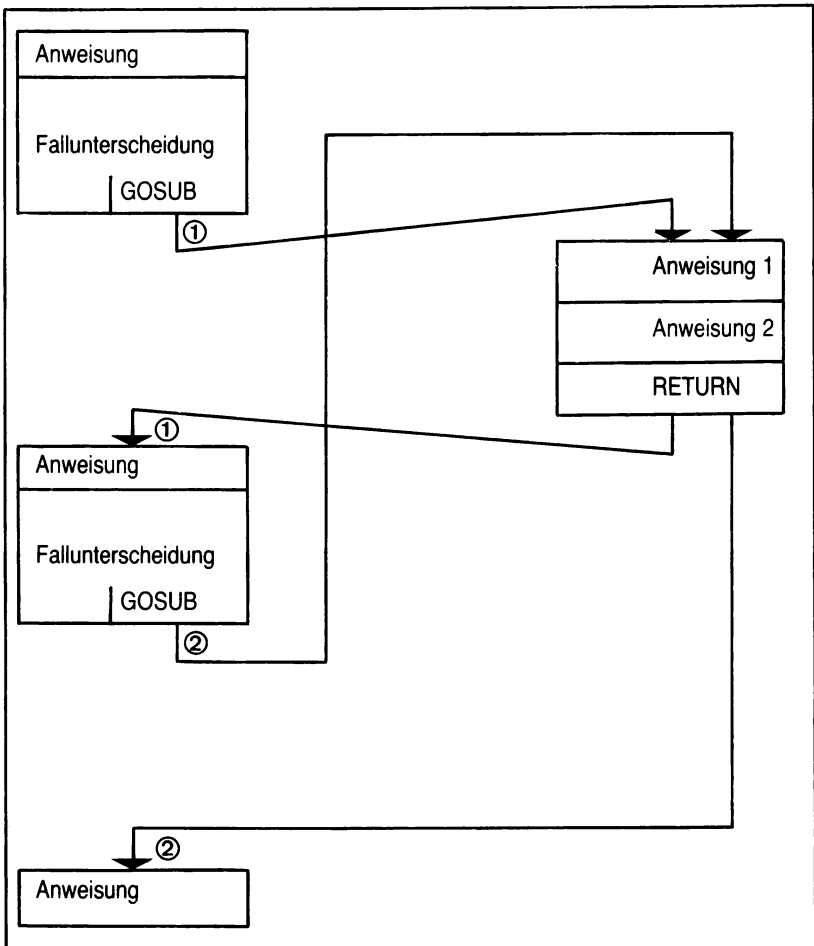 Anweisung
Fallunterscheidung
GOSUB
①
Anweisung 1
Anweisung 2
RETURN
①
Anweisung
Fallunterscheidung
GOSUB
②
②
Anweisung